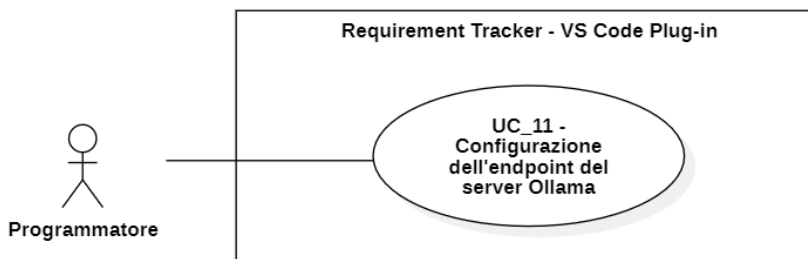 Requirement Tracker - VS Code Plug-in
UC_11 -
Configurazione
dell'endpoint del
server Ollama
Programmatore